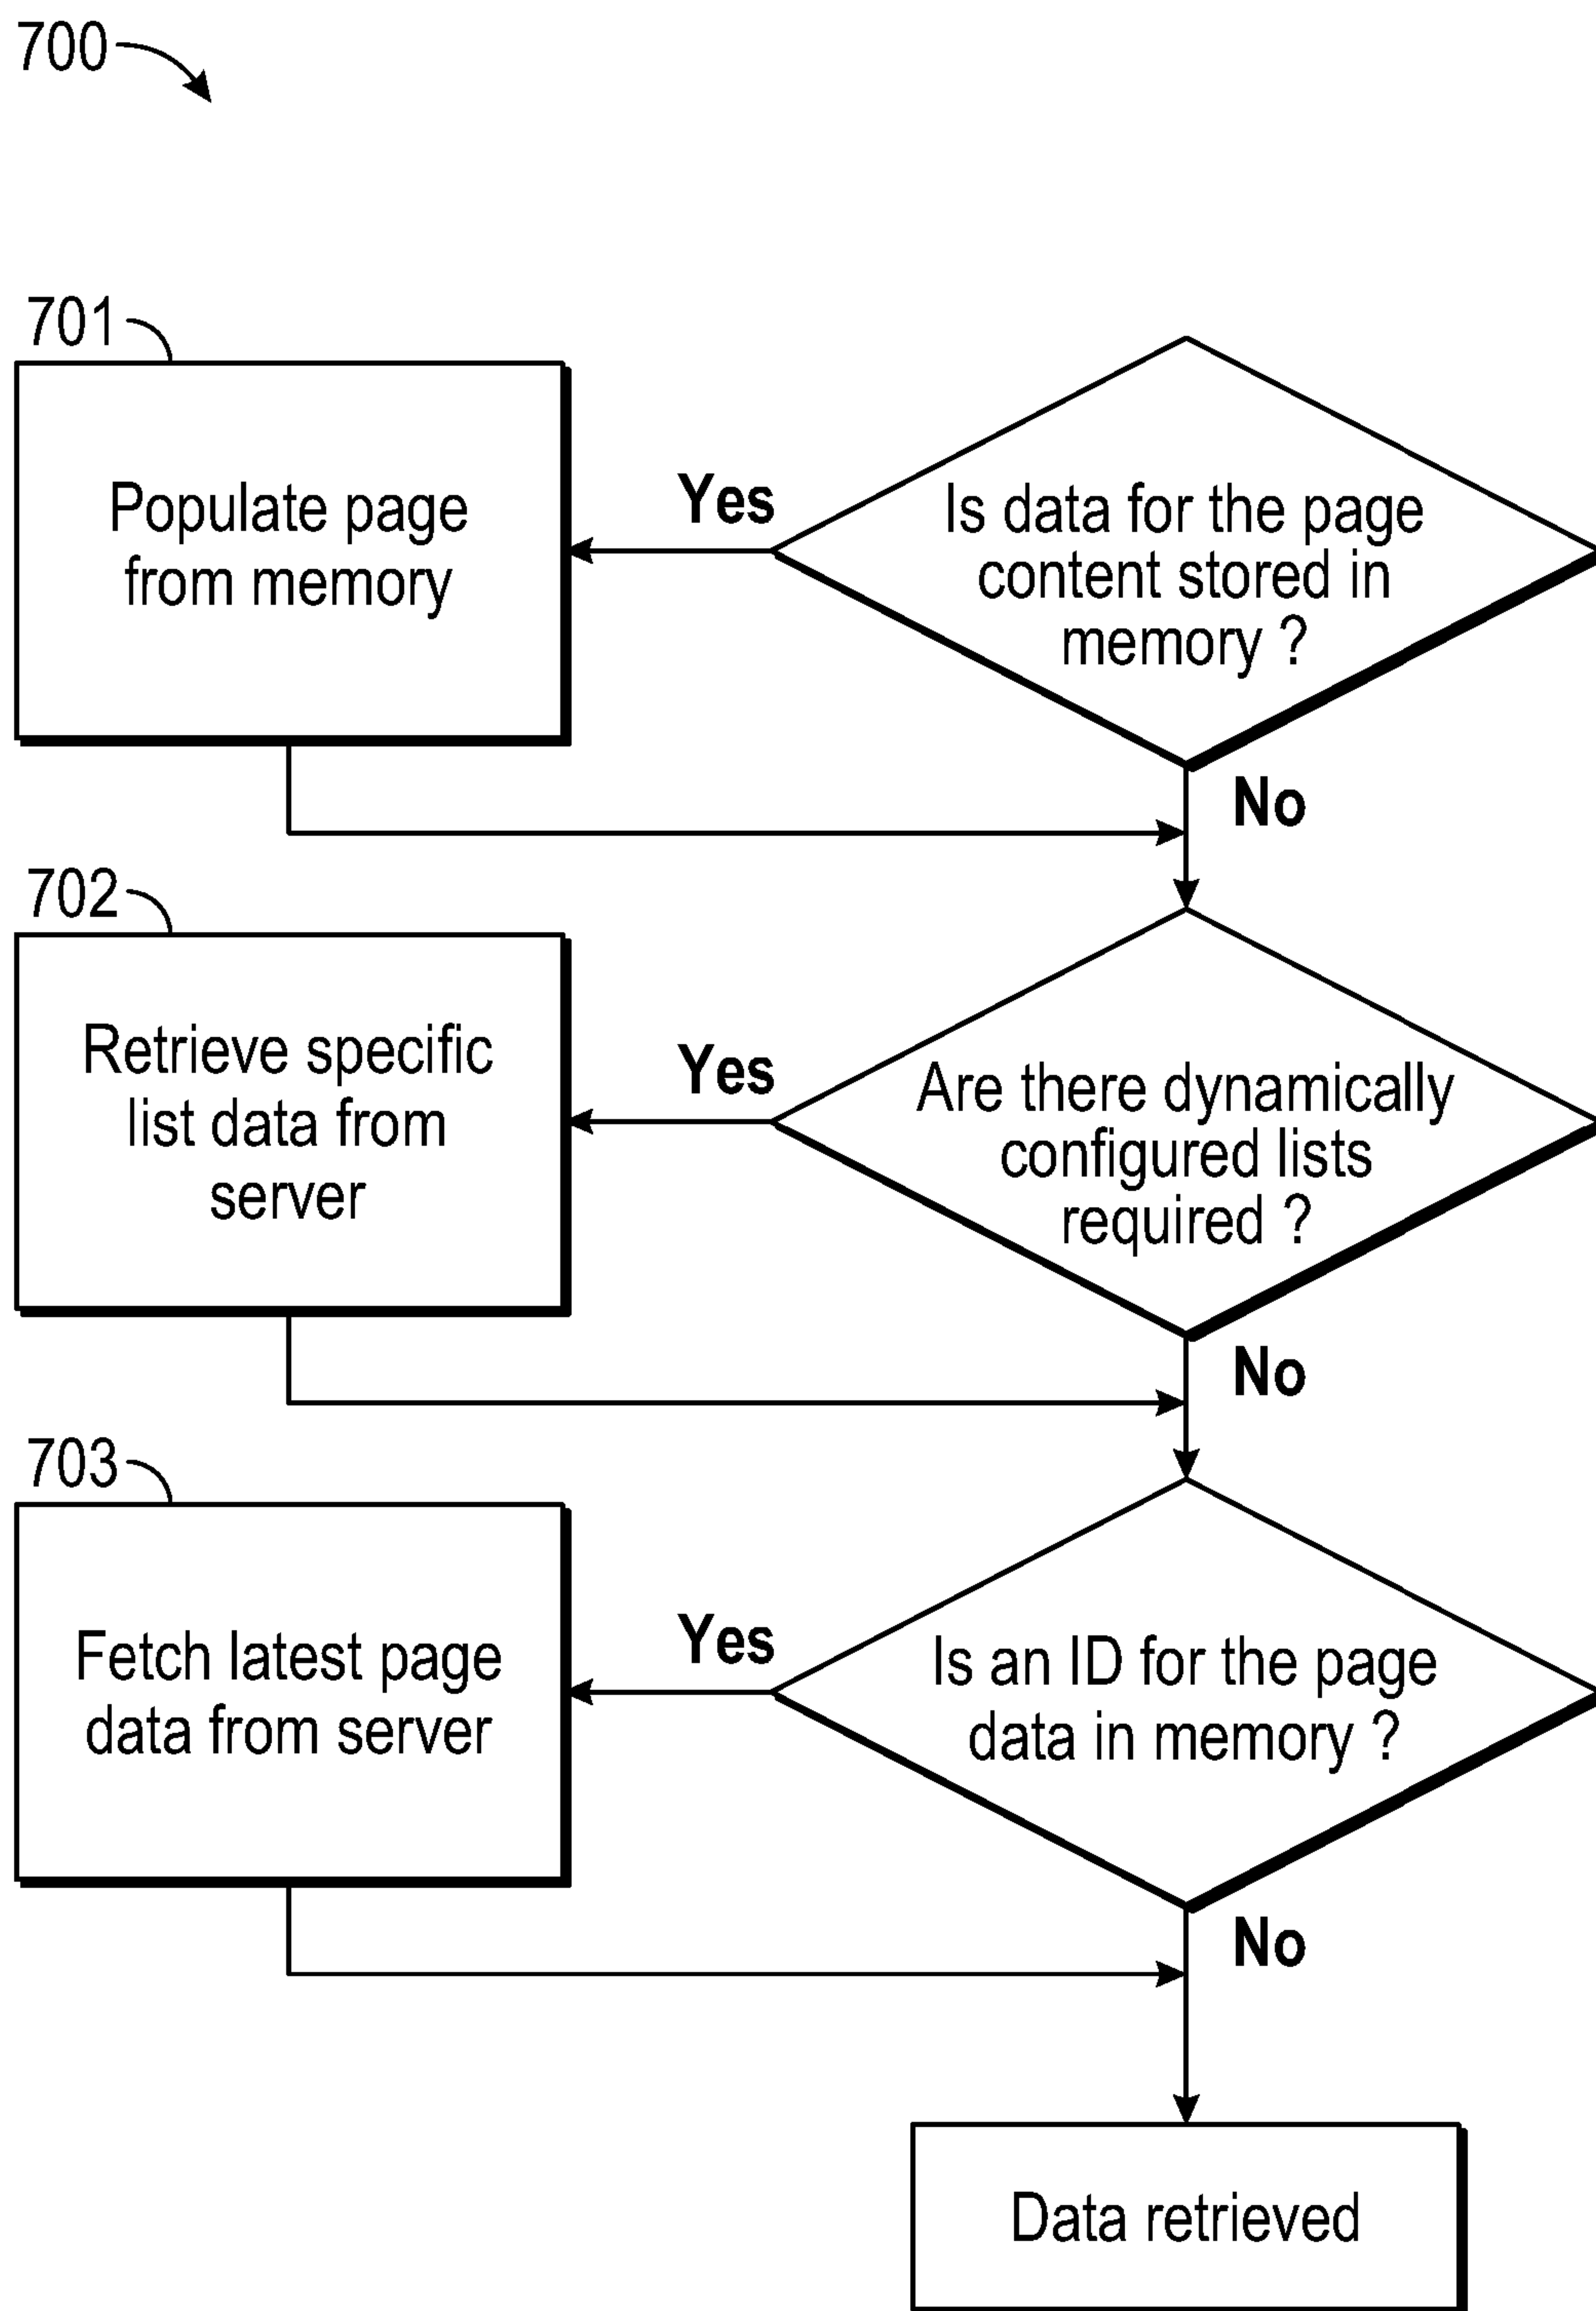 700
701
Populate page
from memory
Yes
Is data for the page
content stored in
memory ?
No
702
Retrieve specific
list data from
server
Yes
Are there dynamically
configured lists
required ?
No
703
Fetch latest page
data from server
Yes
Is an ID for the page
data in memory ?
No
Data retrieved